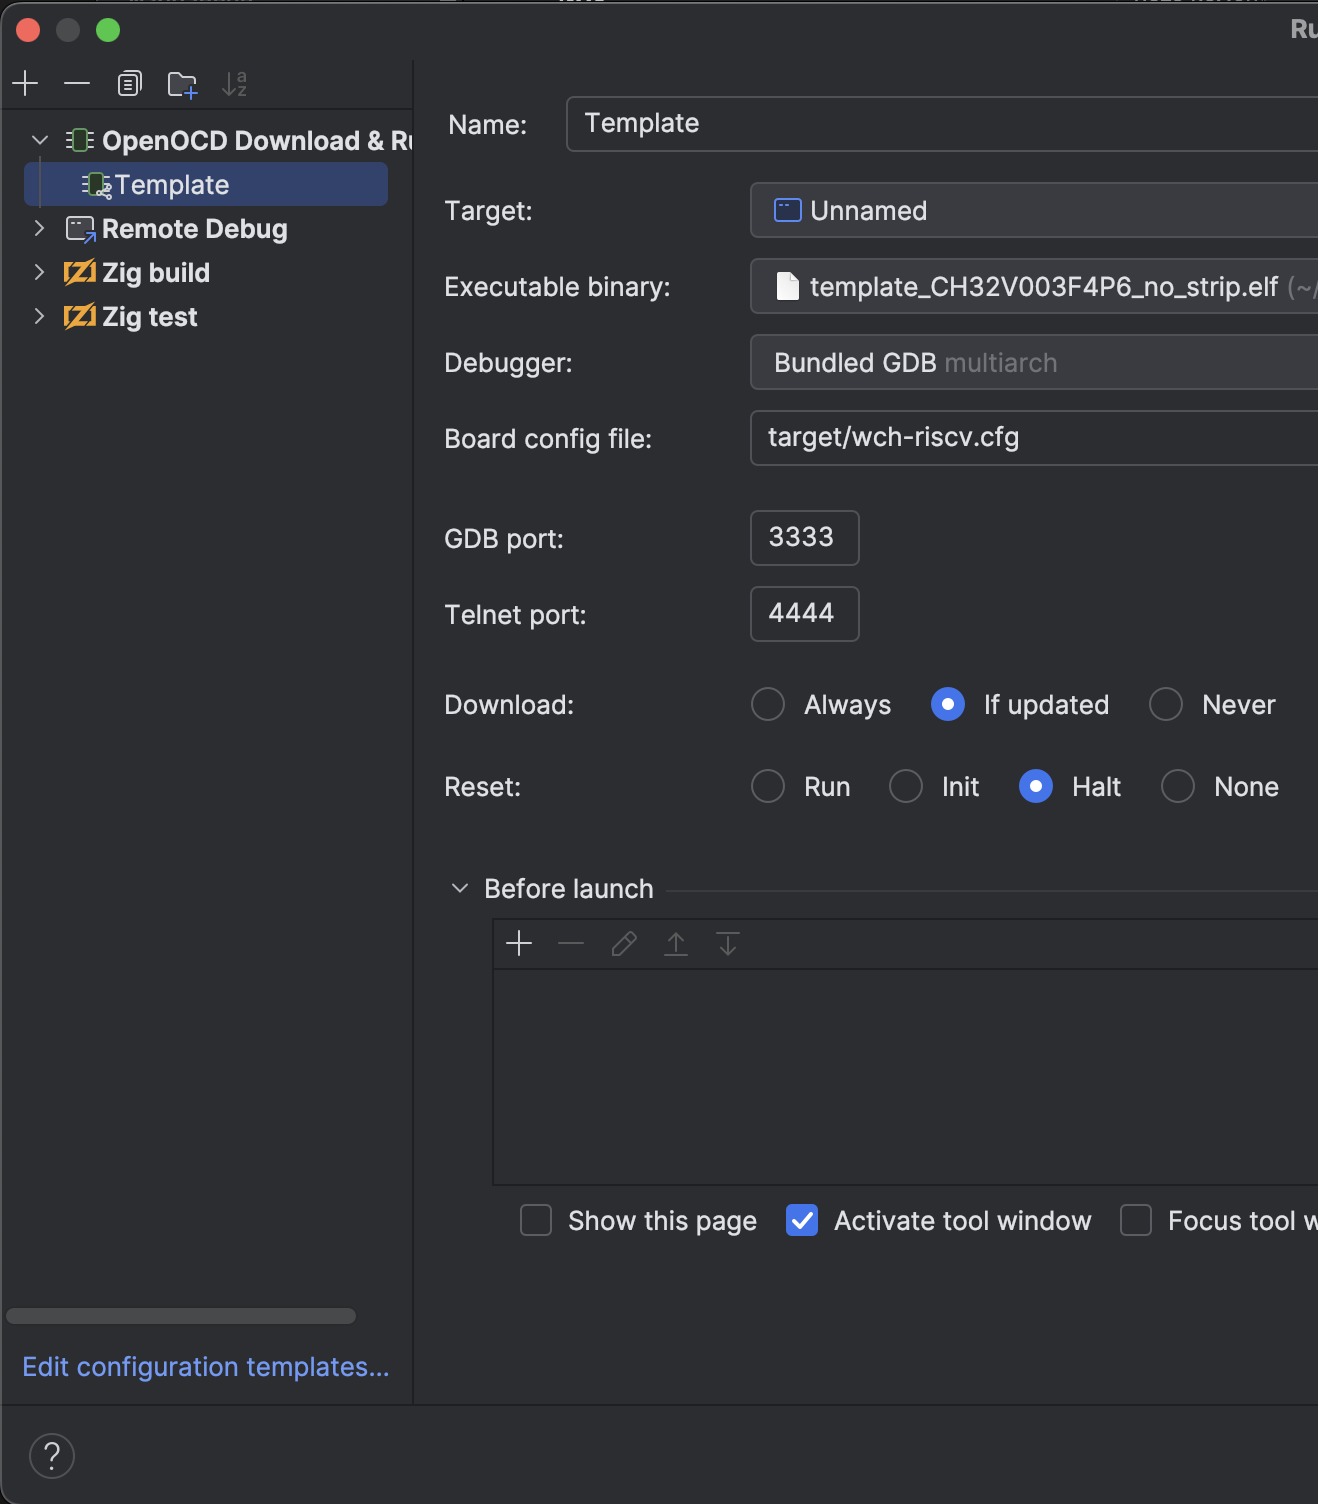 Ru
OpenOCD Download & Ru
Template
Remote Debug
Zig build
Zig test
Edit configuration templates...
Name: Template
Target: Unnamed
Executable binary: template_CH32V003F4P6_no_strip.elf (~/
Debugger: Bundled GDB multiarch
Board config file: target/wch-riscv.cfg
GDB port: 3333
Telnet port: 4444
Download: Always If updated Never
Reset: Run Init Halt None
Before launch
Show this page Activate tool window Focus tool w
?